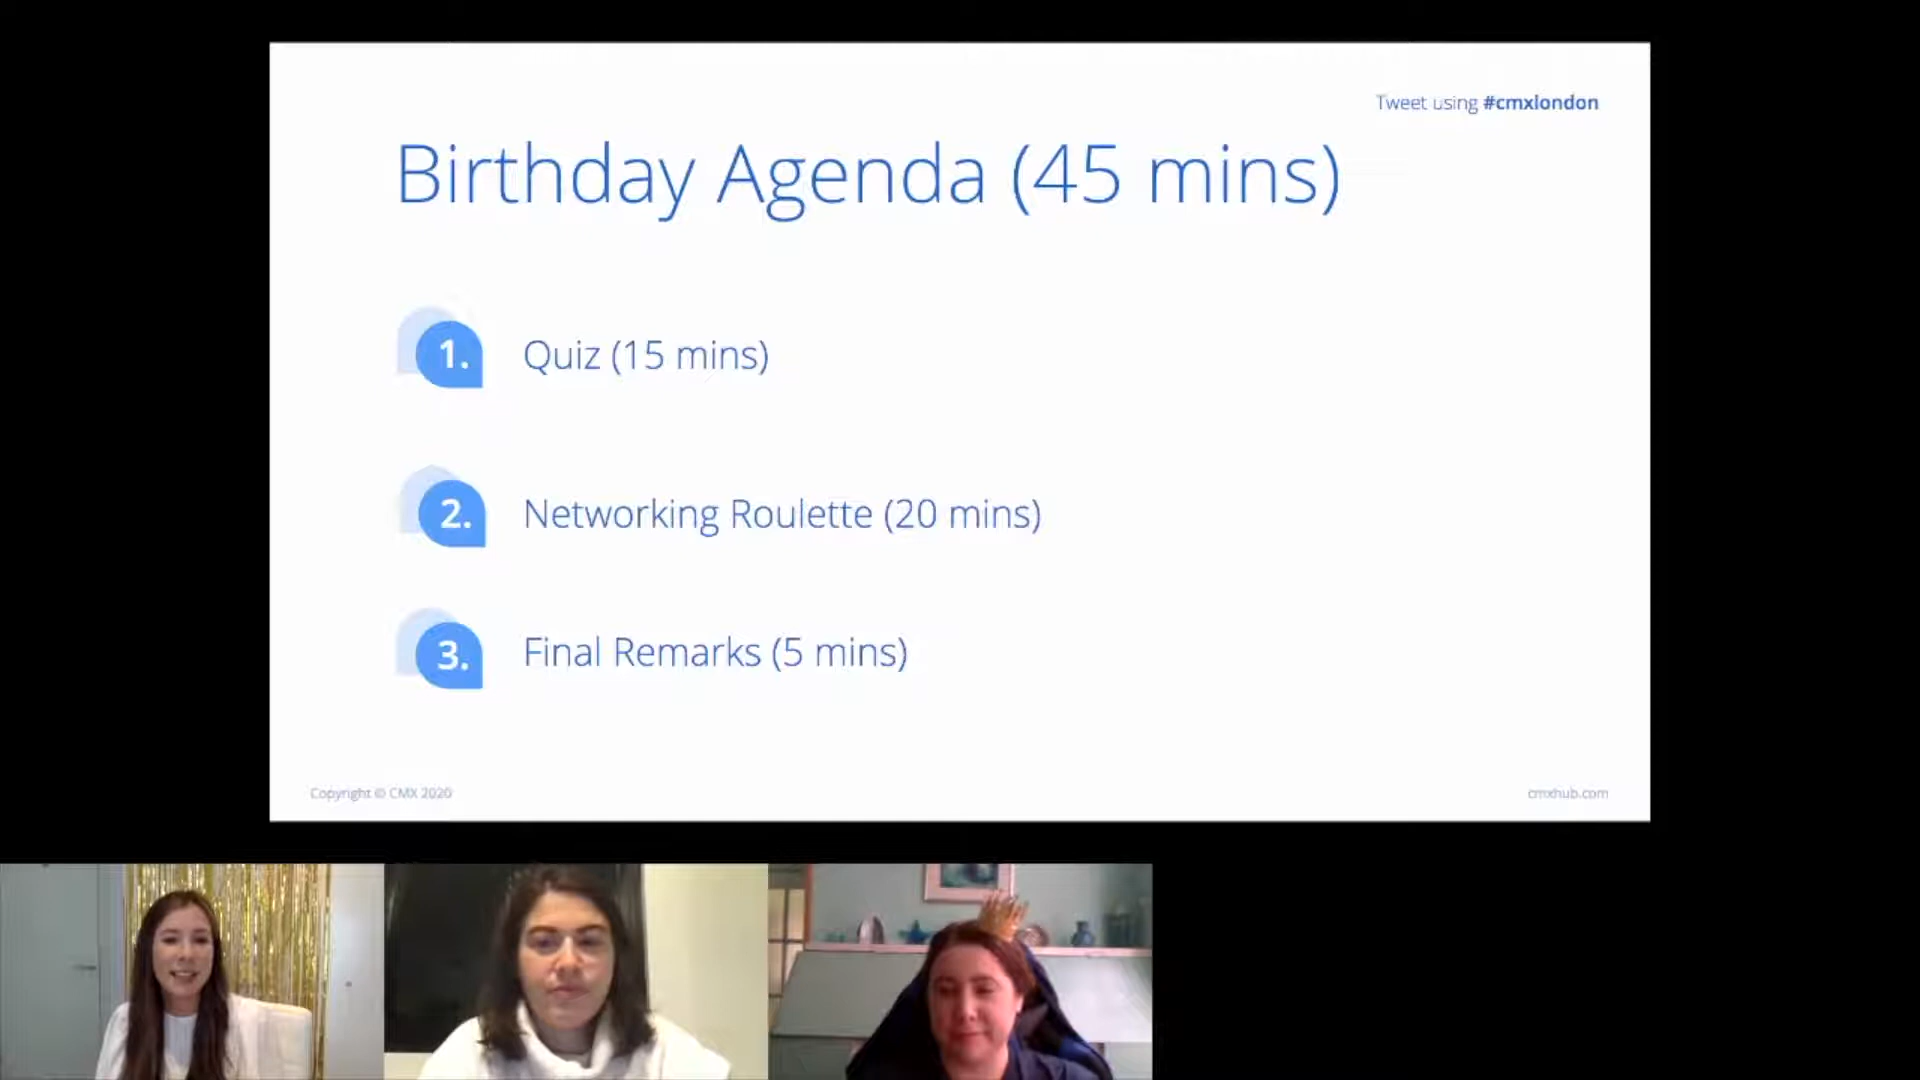 Tweet using #cmxlondon
Birthday Agenda (45 mins)
1. Quiz (15 mins)
2. Networking Roulette (20 mins)
3. Final Remarks (5 mins)
Copyright © CMX 2020
cmxhub.com